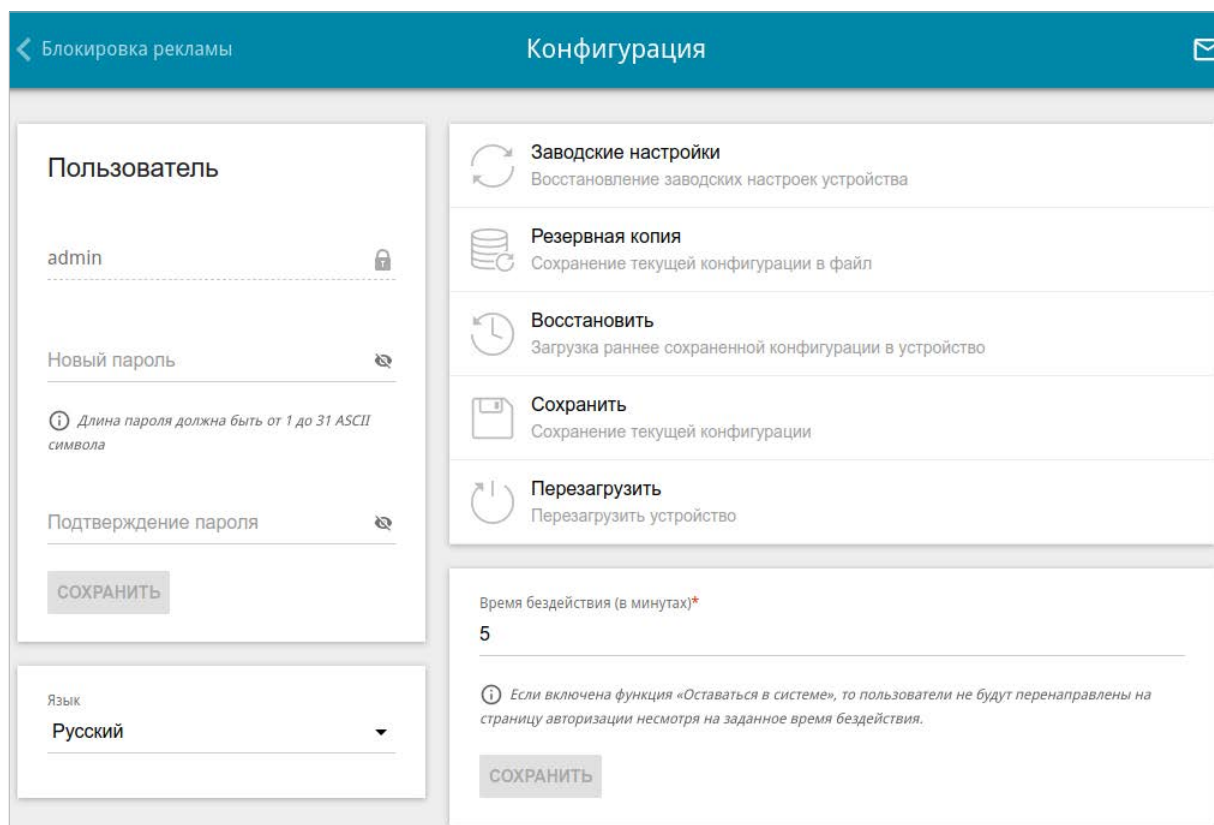 Блокировка рекламы
Конфигурация
Пользователь
admin
Новый пароль
Длина пароля должна быть от 1 до 31 ASCII
символа
Подтверждение пароля
СОХРАНИТЬ
Язык
Русский
Заводские настройки
Восстановление заводских настроек устройства
Резервная копия
Сохранение текущей конфигурации в файл
Восстановить
Загрузка раннее сохраненной конфигурации в устройство
Сохранить
Сохранение текущей конфигурации
Перезагрузить
Перезагрузить устройство
Время бездействия (в минутах)*
5
Если включена функция «Оставаться в системе», то пользователи не будут перенаправлены на
страницу авторизации несмотря на заданное время бездействия.
СОХРАНИТЬ